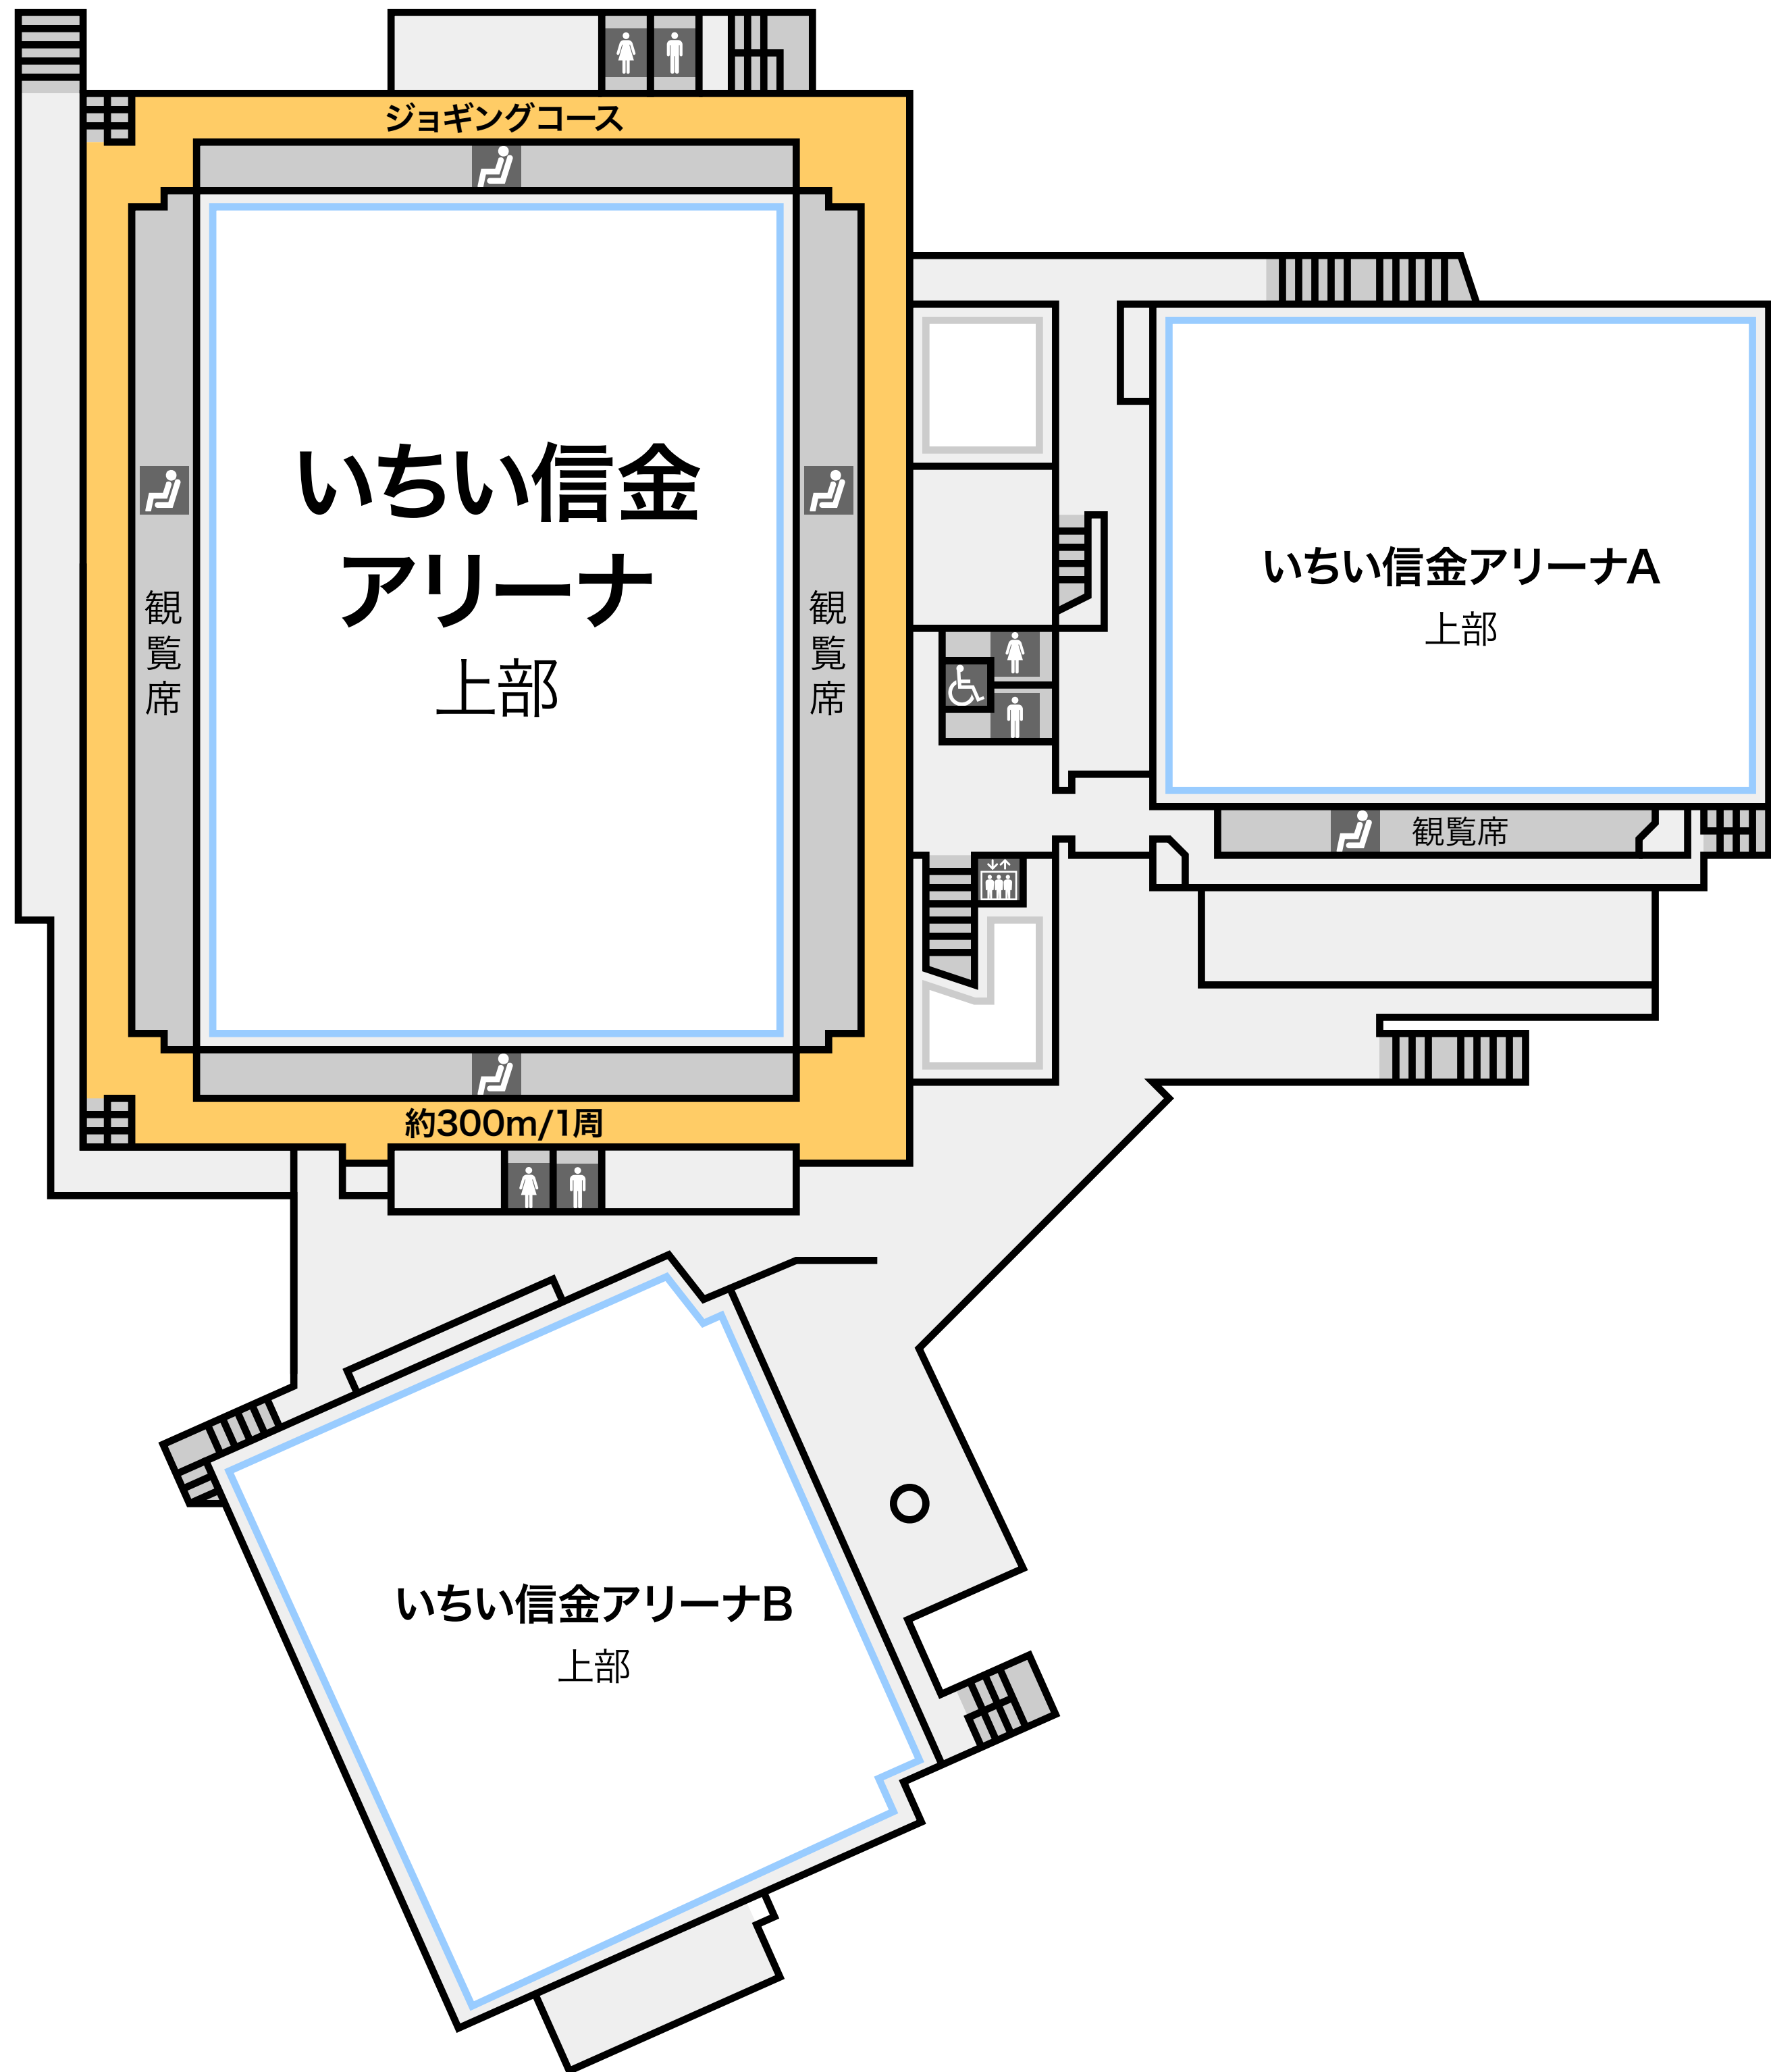 ジョギングコース
いちい信金
アリーナ
上部
観覧席
観覧席
いちい信金アリーナA
上部
観覧席
約300m/1周
いちい信金アリーナB
上部